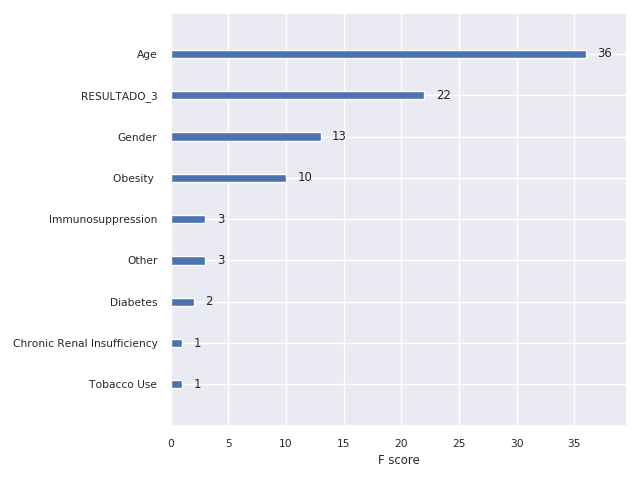 Age 36
RESULTADO_3 22
Gender 13
Obesity 10
Immunosuppression 3
Other 3
Diabetes 2
Chronic Renal Insufficiency 1
Tobacco Use 1
0 5 10 15 20 25 30 35
F score